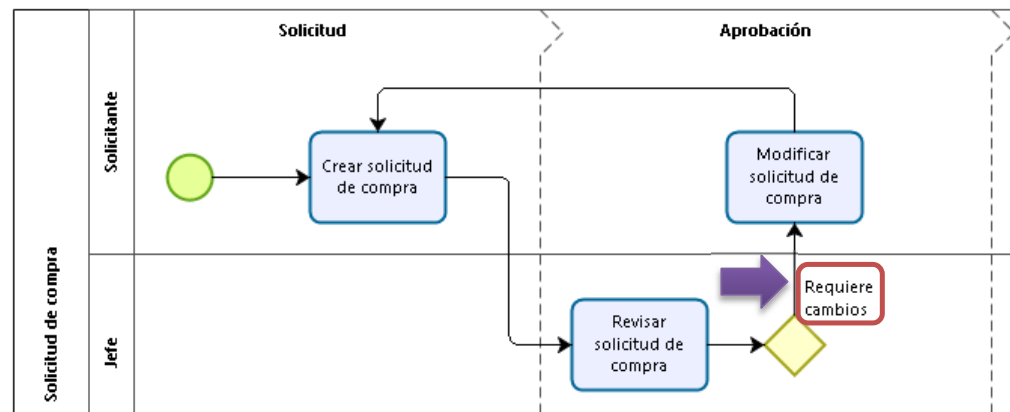 Solicitud
Aprobación
Solicitud de compra
Solicitante
Crear solicitud
de compra
Modificar
solicitud de
compra
Jefe
Revisar
solicitud de
compra
Requiere
cambios